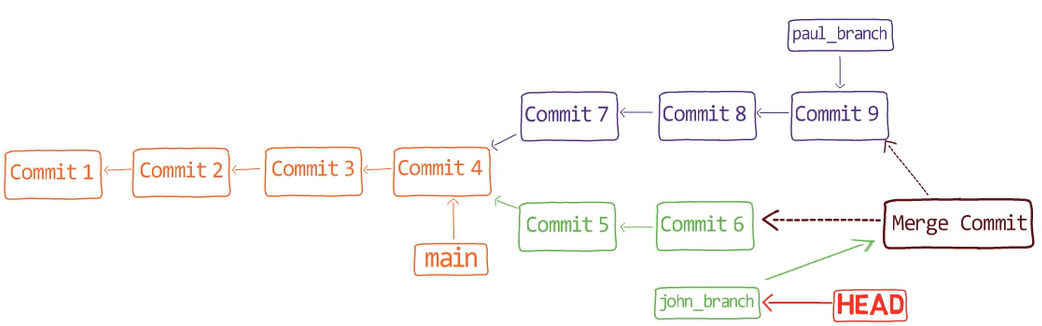 paul_branch
Commit 7
Commit 8
Commit 9
Commit 1
Commit 2
Commit 3
Commit 4
Commit 5
Commit 6
Merge Commit
main
john_branch
HEAD